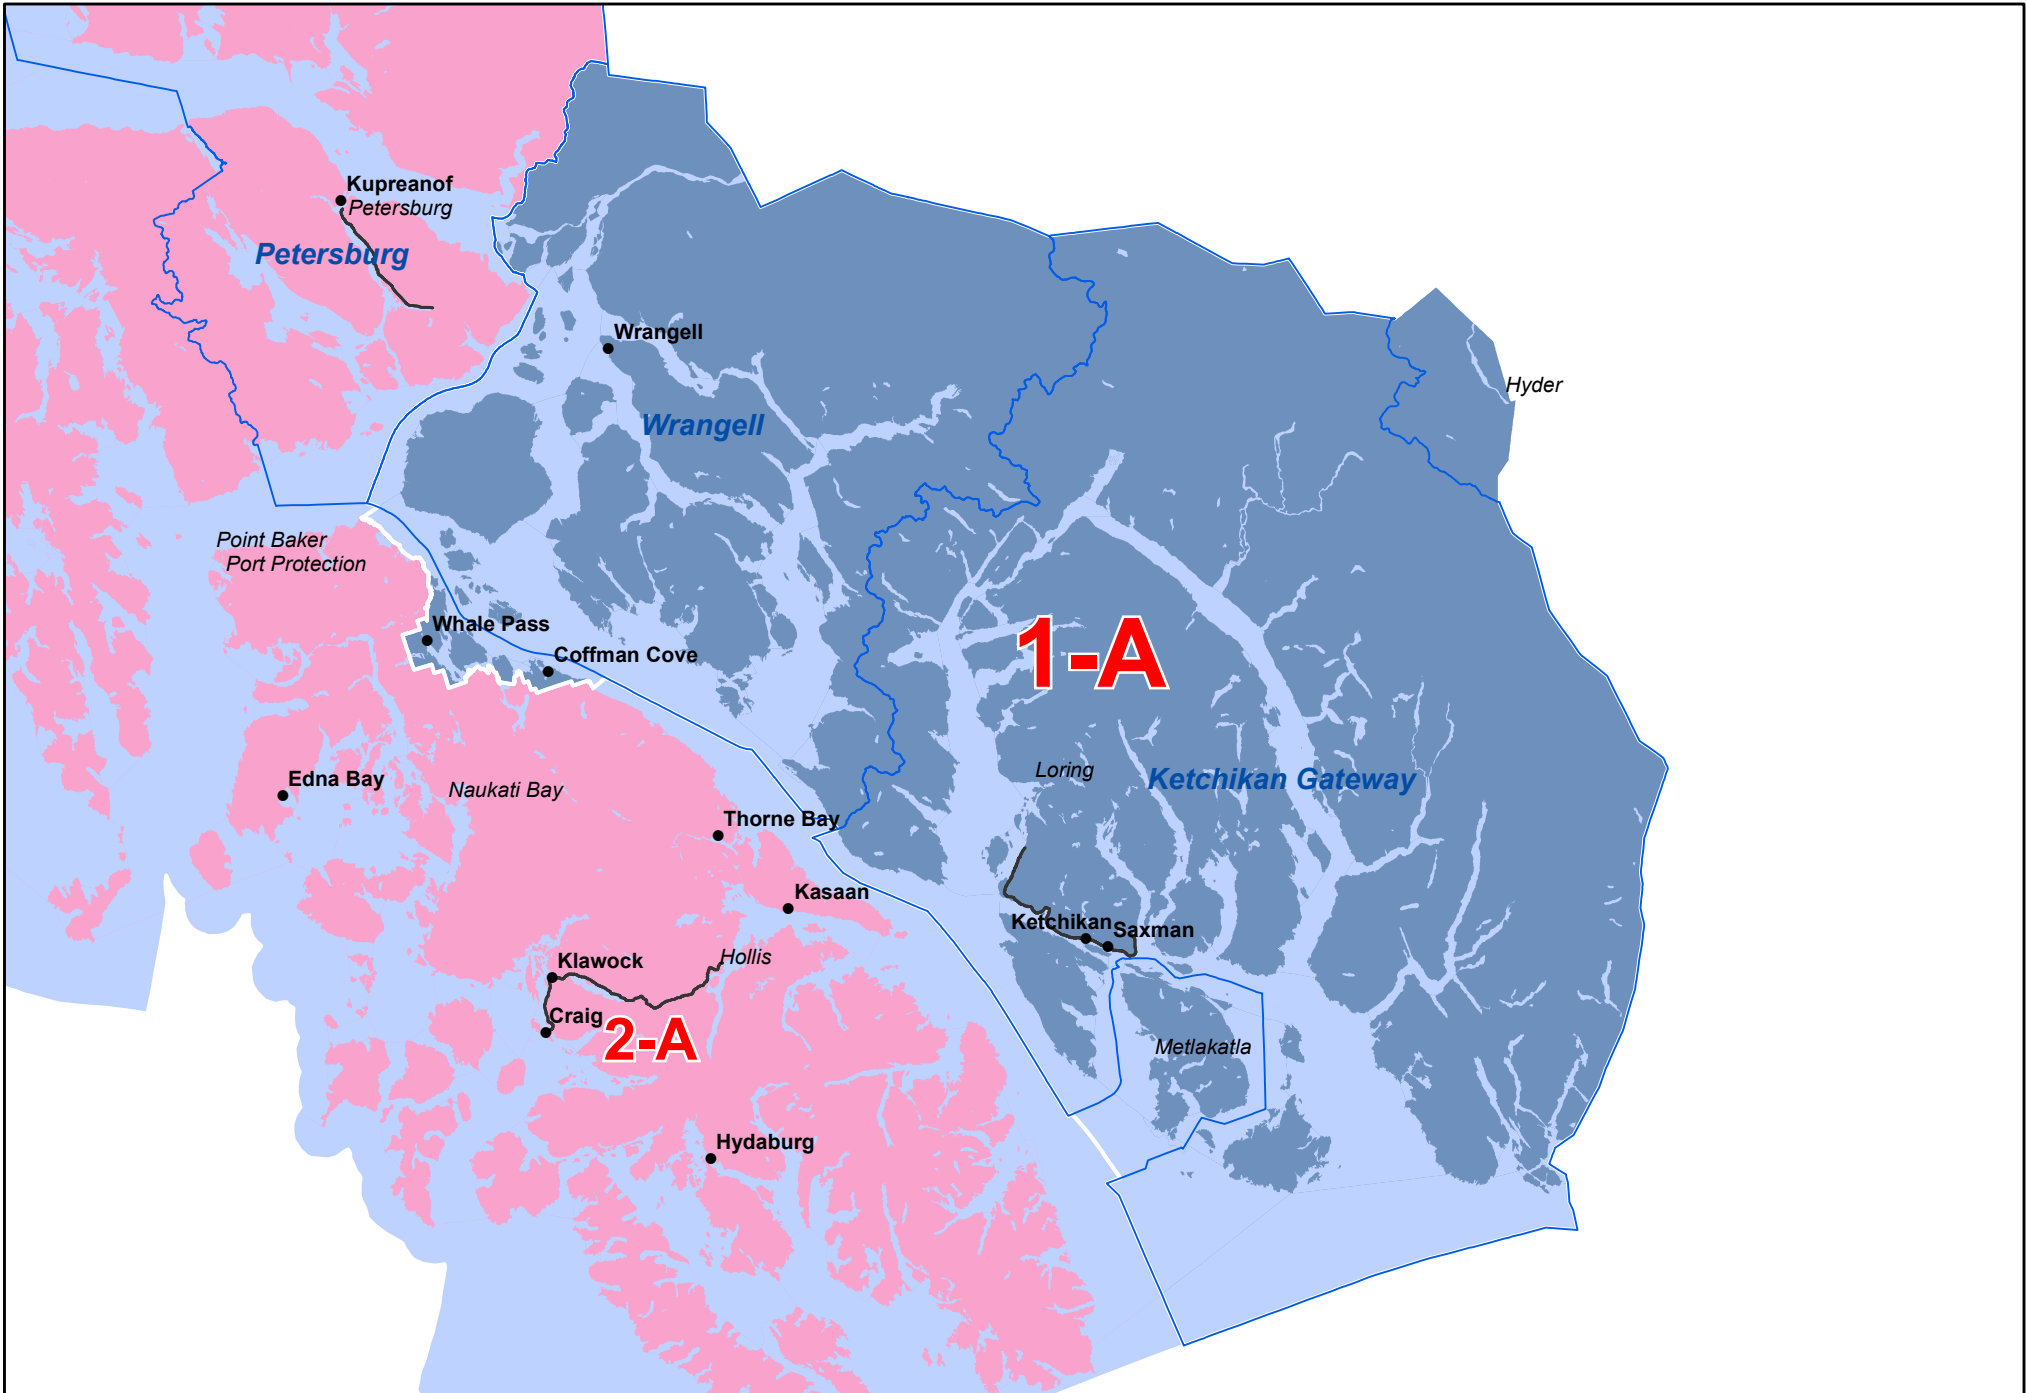 Kupreanof
Petersburg
Petersburg
Wrangell
Hyder
Wrangell
Point Baker
Port Protection
Whale Pass
Coffman Cove
1-A
Loring
Ketchikan Gateway
Edna Bay
Naukati Bay
Thorne Bay
Kasaan
Ketchikan
Saxman
Klawock
Hollis
Craig
2-A
Metlakatla
Hydaburg